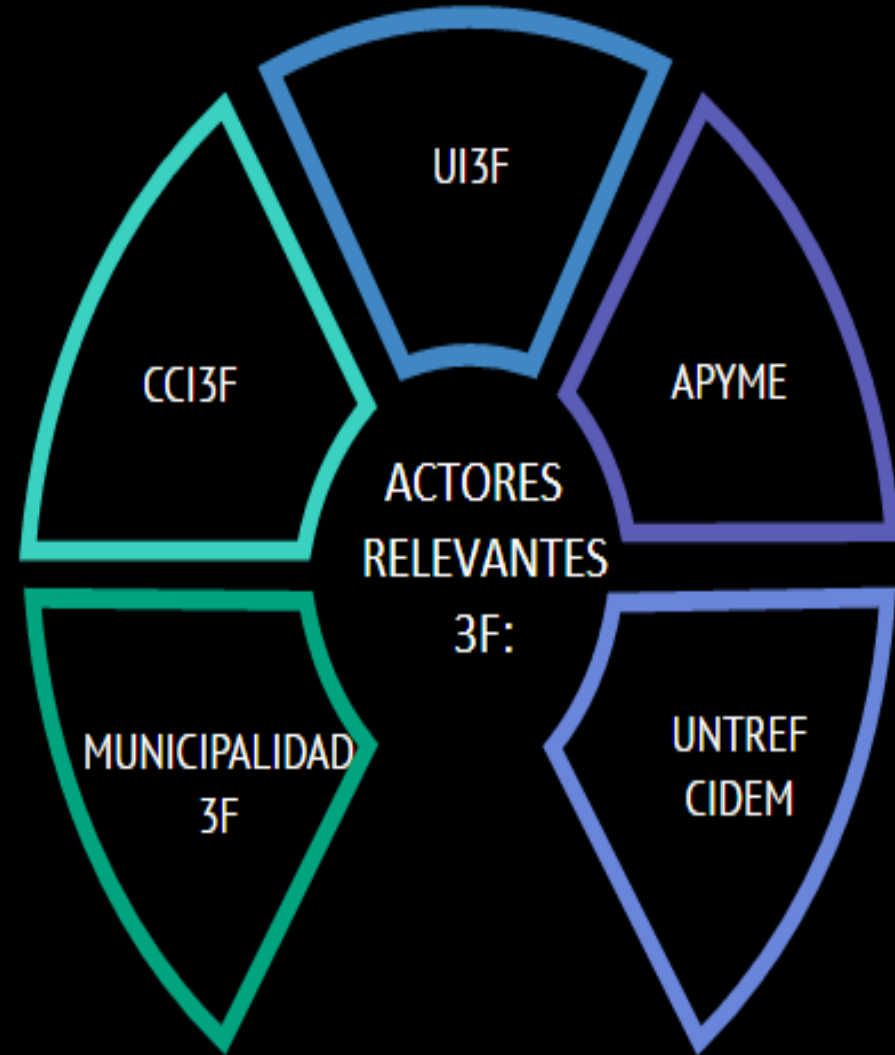 UI3F
CCI3F
APYME
ACTORES
RELEVANTES
3F:
MUNICIPALIDAD
3F
UNTREF
CIDEM